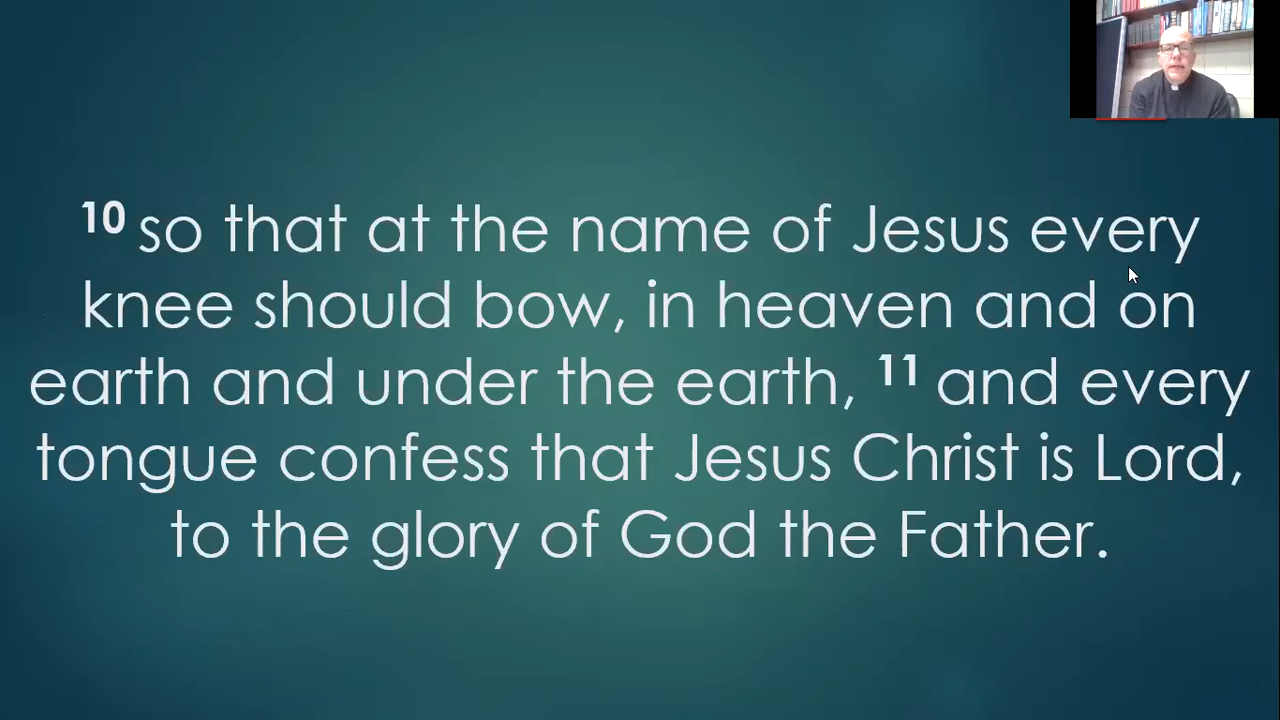 10 so that at the name of Jesus every
knee should bow, in heaven and on
earth and under the earth, 11 and every
tongue confess that Jesus Christ is Lord,
to the glory of God the Father.